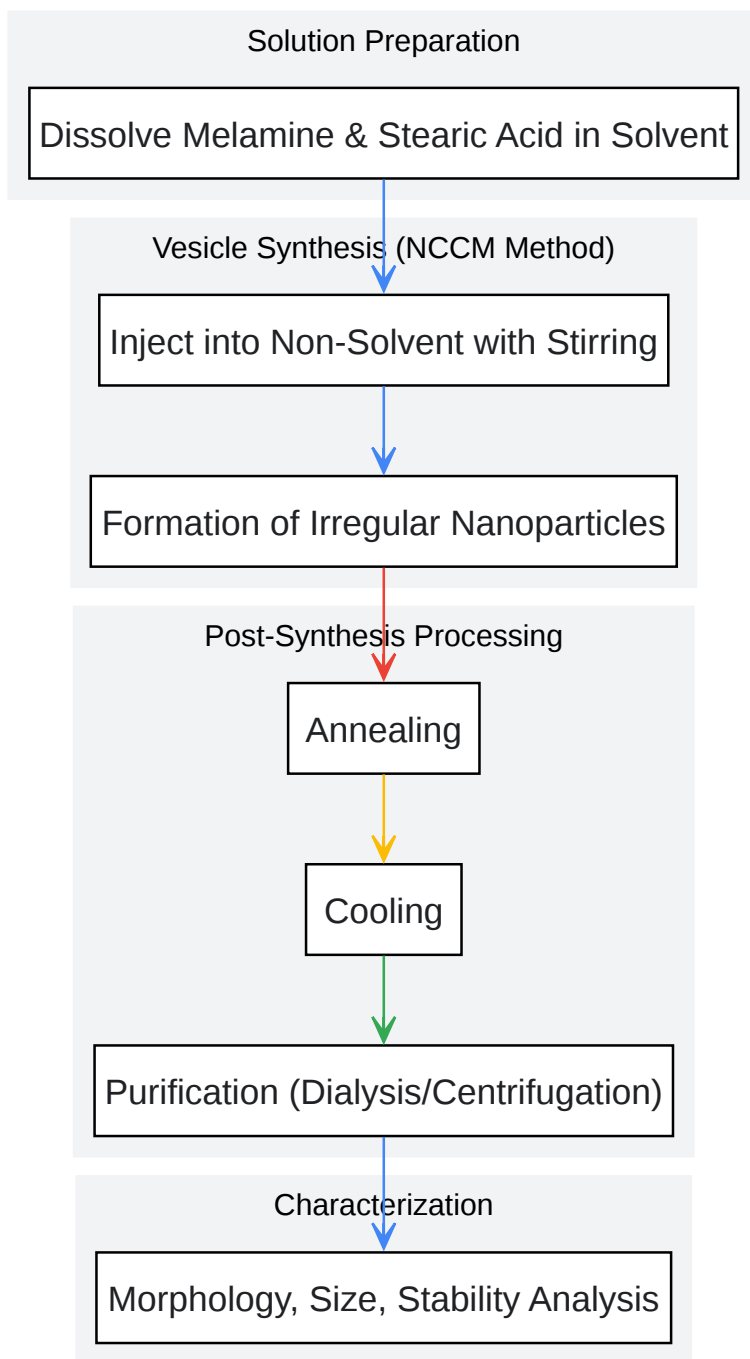 Solution Preparation
Dissolve Melamine & Stearic Acid in Solvent
Vesicle Synthesis (NCCM Method)
Inject into Non-Solvent with Stirring
Formation of Irregular Nanoparticles
Post-Synthesis Processing
Annealing
Cooling
Purification (Dialysis/Centrifugation)
Characterization
Morphology, Size, Stability Analysis